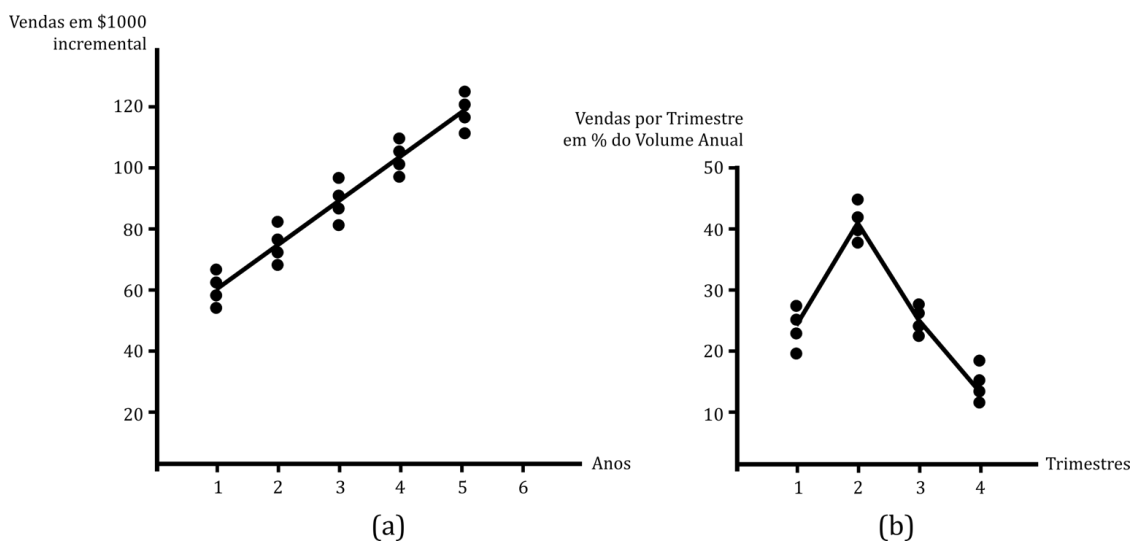 Vendas em $1000
incremental
120
100
80
60
40
20
Anos
1 2 3 4 5 6
(a)
Vendas por Trimestre
em % do Volume Anual
50
40
30
20
10
Trimestres
1 2 3 4
(b)